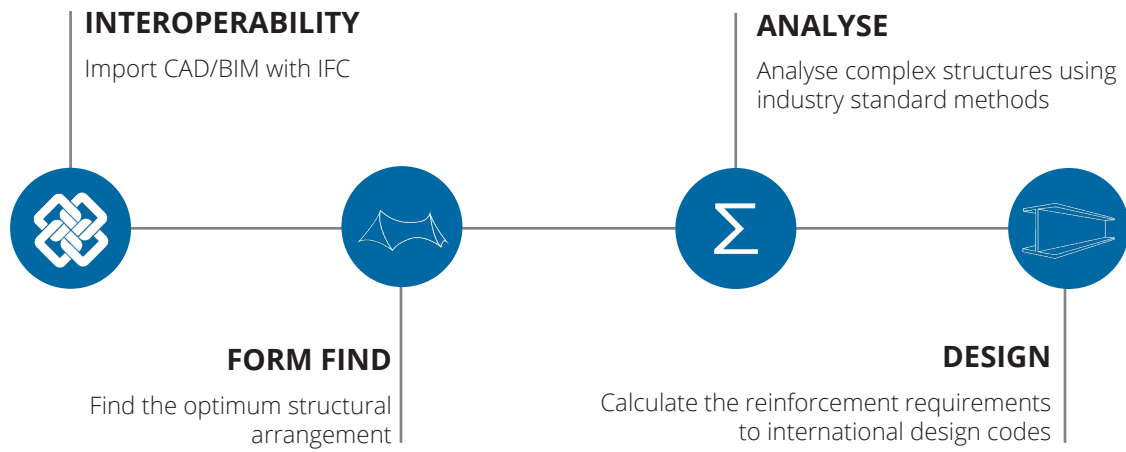 INTEROPERABILITY
Import CAD/BIM with IFC
FORM FIND
Find the optimum structural
arrangement
ANALYSE
Analyse complex structures using
industry standard methods
Σ
DESIGN
Calculate the reinforcement requirements
to international design codes